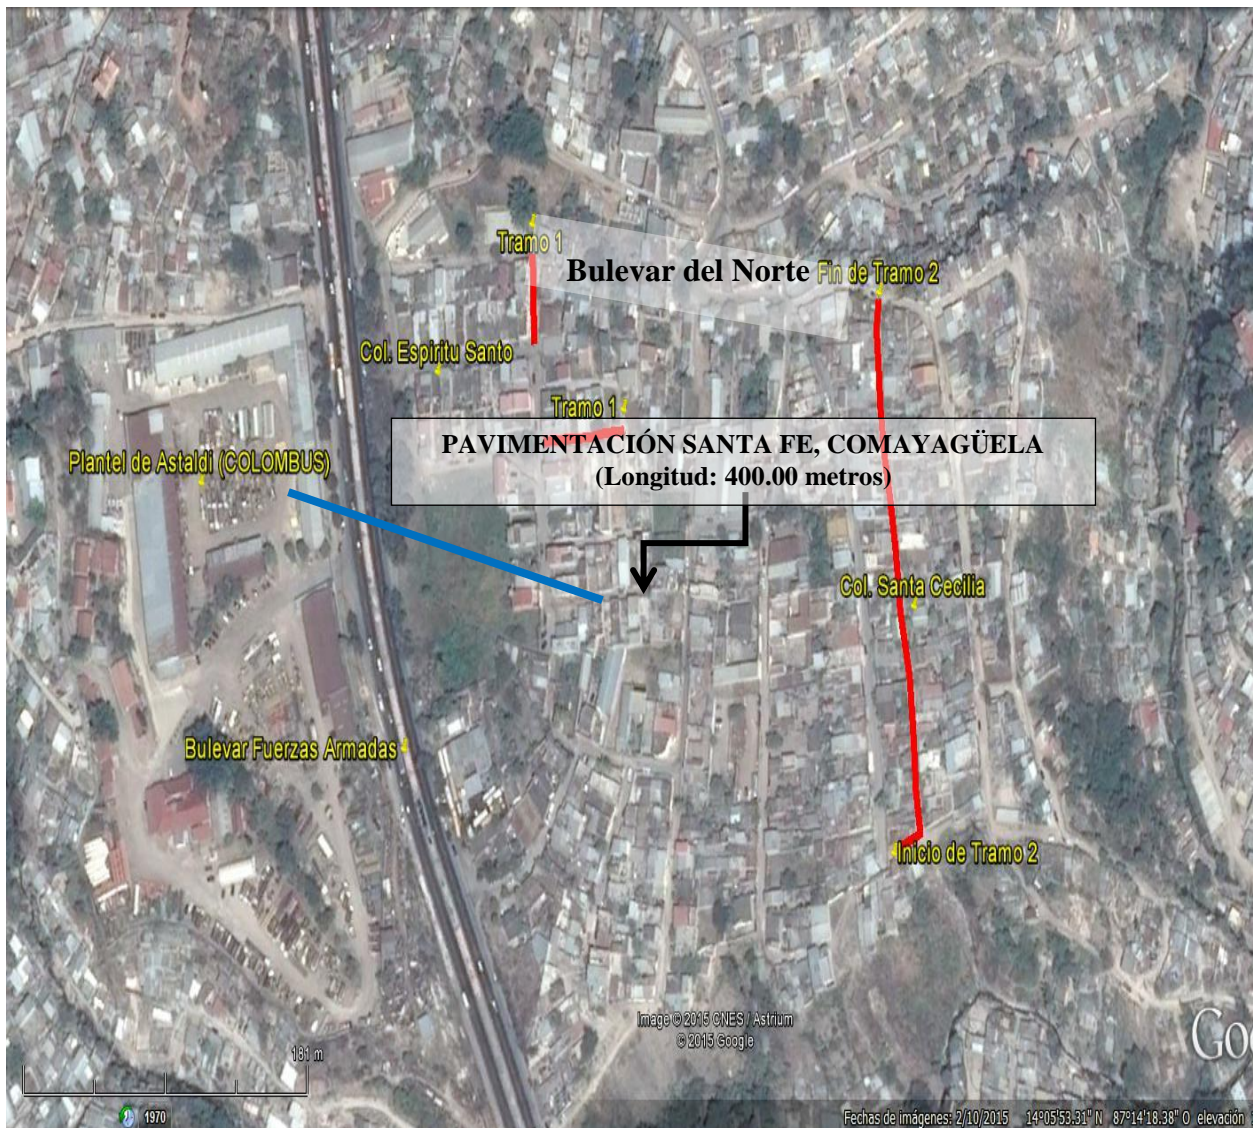 Tramo 1
Bulevar del Norte
Fin de Tramo 2
Col. Espiritu Santo
Tramo 1
PAVIMENTACIÓN SANTA FE, COMAYAGÜELA
(Longitud: 400.00 metros)
Plantel de Astaldi (COLOMBUS)
Col. Santa Cecilia
Bulevar Fuerzas Armadas
Inicio de Tramo 2
Image © 2015 CNES / Astrium
© 2015 Google
Goo
181 m
1970
Fechas de imágenes: 2/10/2015 14°05'53.31" N 87°14'18.38" O elevación